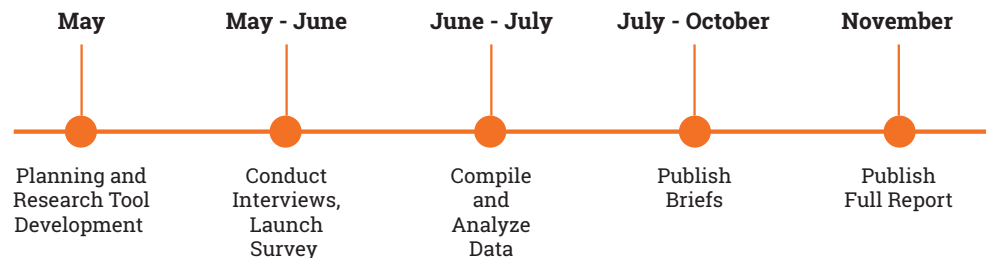 May
May - June
June - July
July - October
November
Planning and
Research Tool
Development
Conduct
Interviews,
Launch
Survey
Compile
and
Analyze
Data
Publish
Briefs
Publish
Full Report